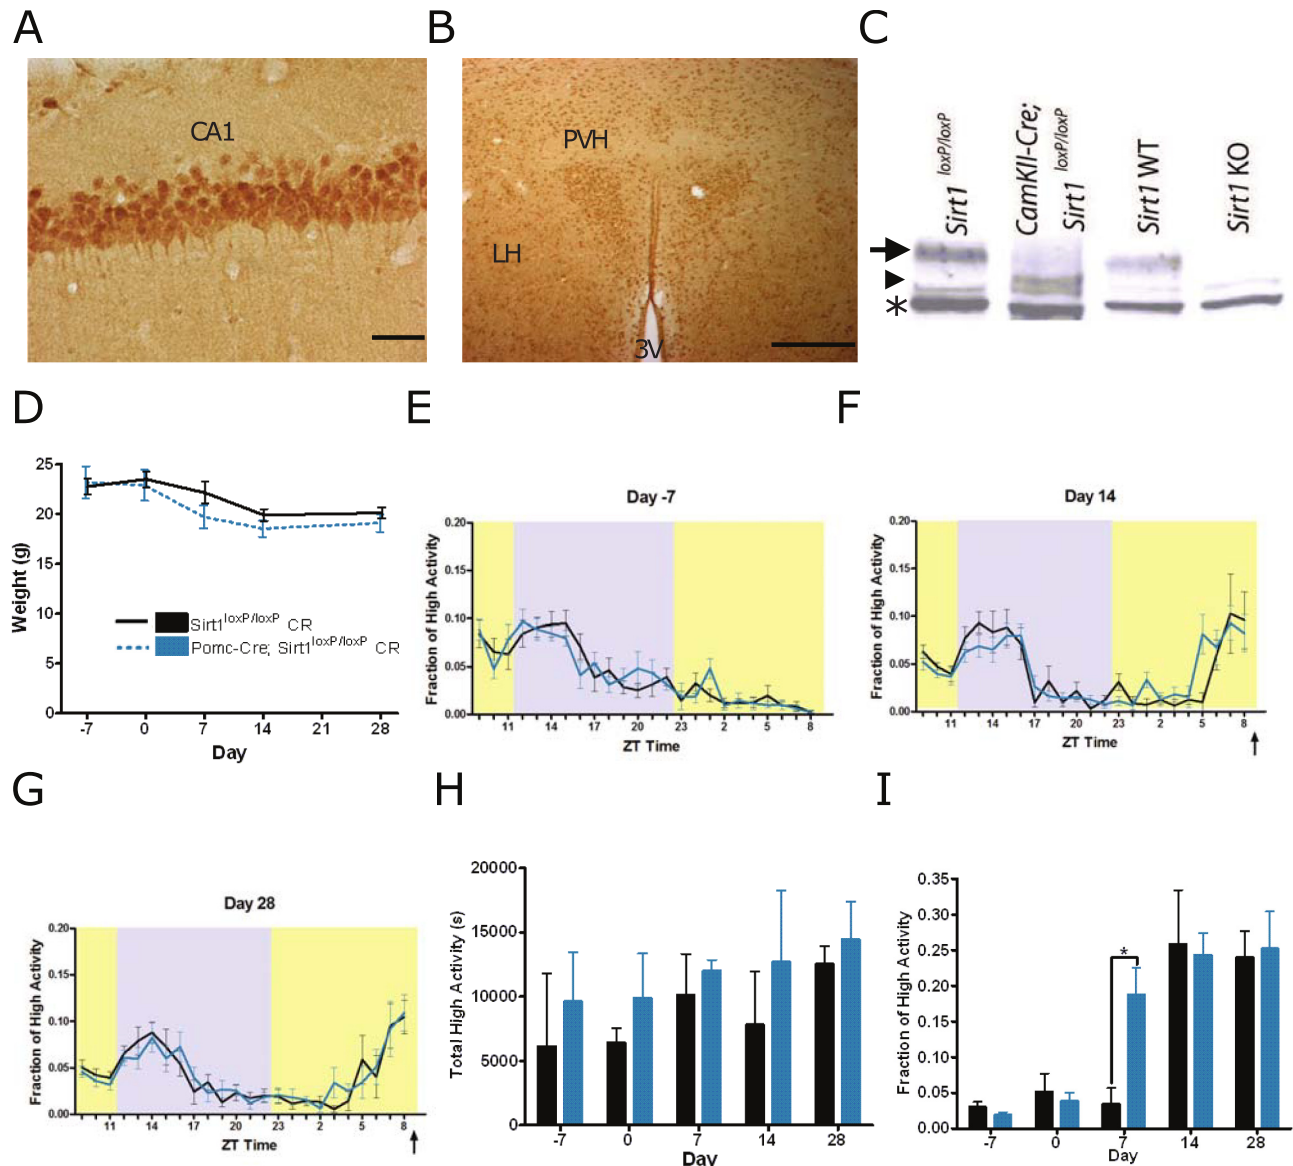 A
B
C
CA1
PVH
LH
3V
Sirt1 loxP/loxP
CamKII-Cre;
Sirt1 loxP/loxP
Sirt1 WT
Sirt1 KO
*
D
E
F
25
20
15
10
5
0
Weight (g)
-7 0 7 14 21 28
Day
Sirt1 loxP/loxP CR
Pomc-Cre; Sirt1 loxP/loxP CR
Day -7
0.20
0.15
0.10
0.05
0.00
Fraction of High Activity
11 14 17 20 23 2 5 8
ZT Time
Day 14
0.20
0.15
0.10
0.05
0.00
Fraction of High Activity
11 14 17 20 23 2 5 8
ZT Time
G
H
I
Day 28
0.20
0.15
0.10
0.05
0.00
Fraction of High Activity
11 14 17 20 23 2 5 8
ZT Time
20000
15000
10000
5000
0
Total High Activity (s)
-7 0 7 14 28
Day
0.35
0.30
0.25
0.20
0.15
0.10
0.05
0.00
Fraction of High Activity
*
-7 0 7 14 28
Day